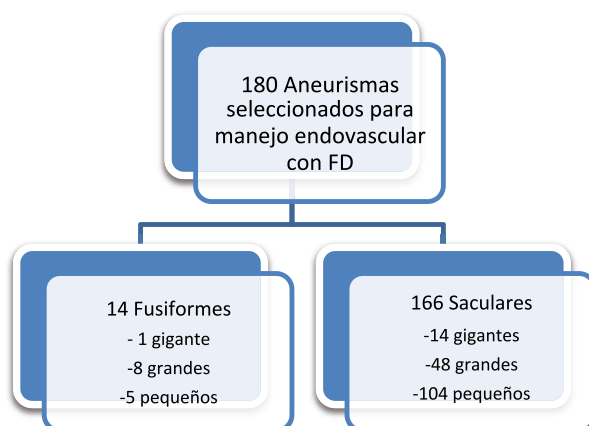 180 Aneurismas
seleccionados para
manejo endovascular
con FD
14 Fusiformes
- 1 gigante
-8 grandes
-5 pequeños
166 Saculares
-14 gigantes
-48 grandes
-104 pequeños